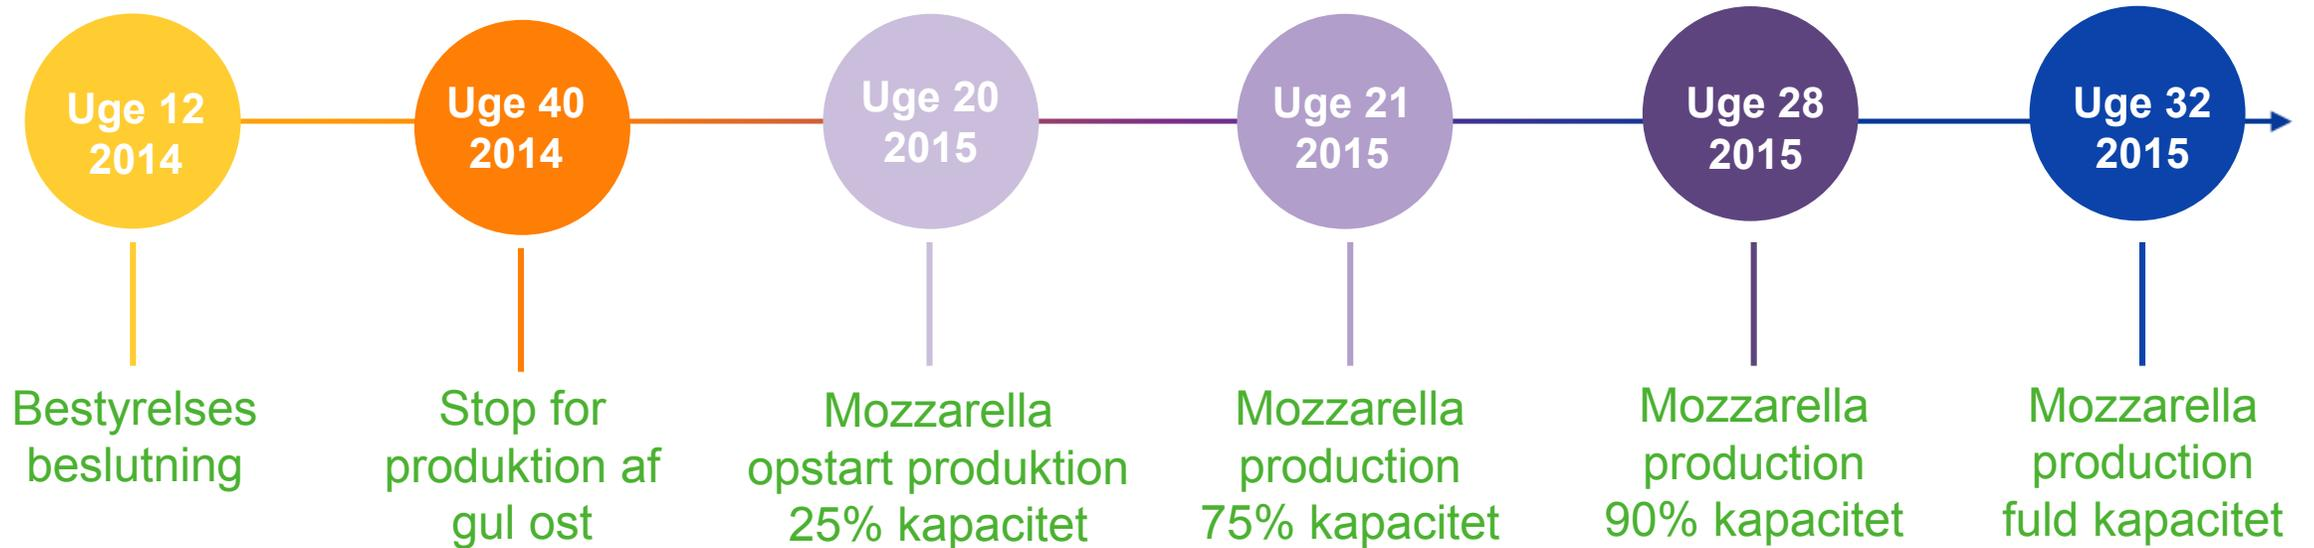 Uge 12
2014
Uge 40
2014
Uge 20
2015
Uge 21
2015
Uge 28
2015
Uge 32
2015
Bestyrelses
beslutning
Stop for
produktion af
gul ost
Mozzarella
opstart produktion
25% kapacitet
Mozzarella
production
75% kapacitet
Mozzarella
production
90% kapacitet
Mozzarella
production
fuld kapacitet